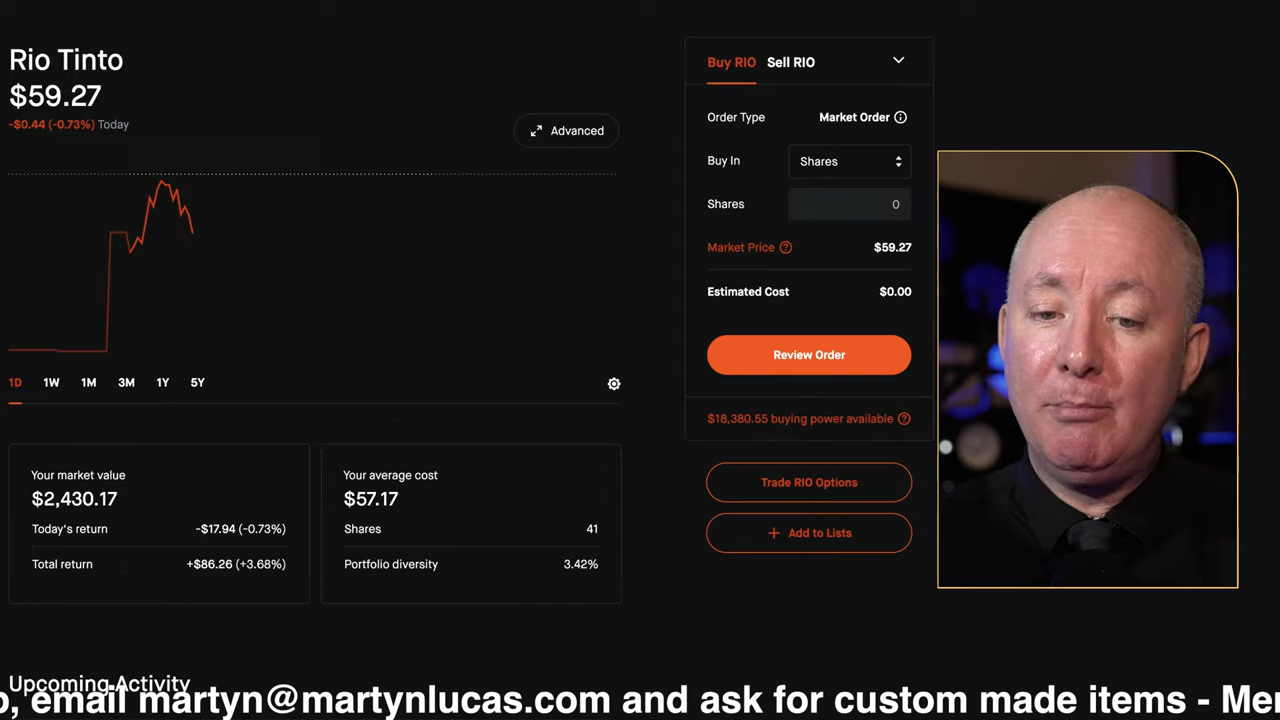 Rio Tinto
$59.27
-$0.44 (-0.73%) Today
Advanced
1D 1W 1M 3M 1Y 5Y
Your market value
$2,430.17
Today's return -$17.94 (-0.73%)
Total return +$86.26 (+3.68%)
Your average cost
$57.17
Shares 41
Portfolio diversity 3.42%
Buy RIO Sell RIO
Order Type Market Order
Buy In Shares
Shares 0
Market Price $59.27
Estimated Cost $0.00
Review Order
$18,380.55 buying power available
Trade RIO Options
+ Add to Lists
Upcoming Activity
email martyn@martynlucas.com and ask for custom made items -